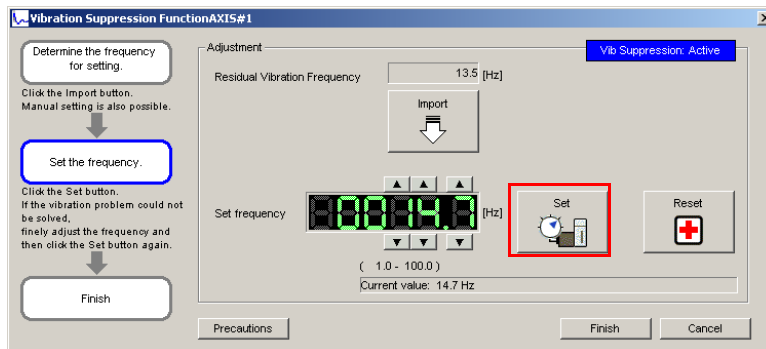 Vibration Suppression FunctionAXIS#1
Determine the frequency
for setting.
Click the Import button.
Manual setting is also possible.
Set the frequency.
Click the Set button.
If the vibration problem could not
be solved,
finely adjust the frequency and
then click the Set button again.
Finish
Adjustment
Vib Suppression: Active
Residual Vibration Frequency
13.5 [Hz]
Import
Set frequency
0014.7 [Hz]
Set
Reset
( 1.0 - 100.0 )
Current value: 14.7 Hz
Precautions
Finish
Cancel